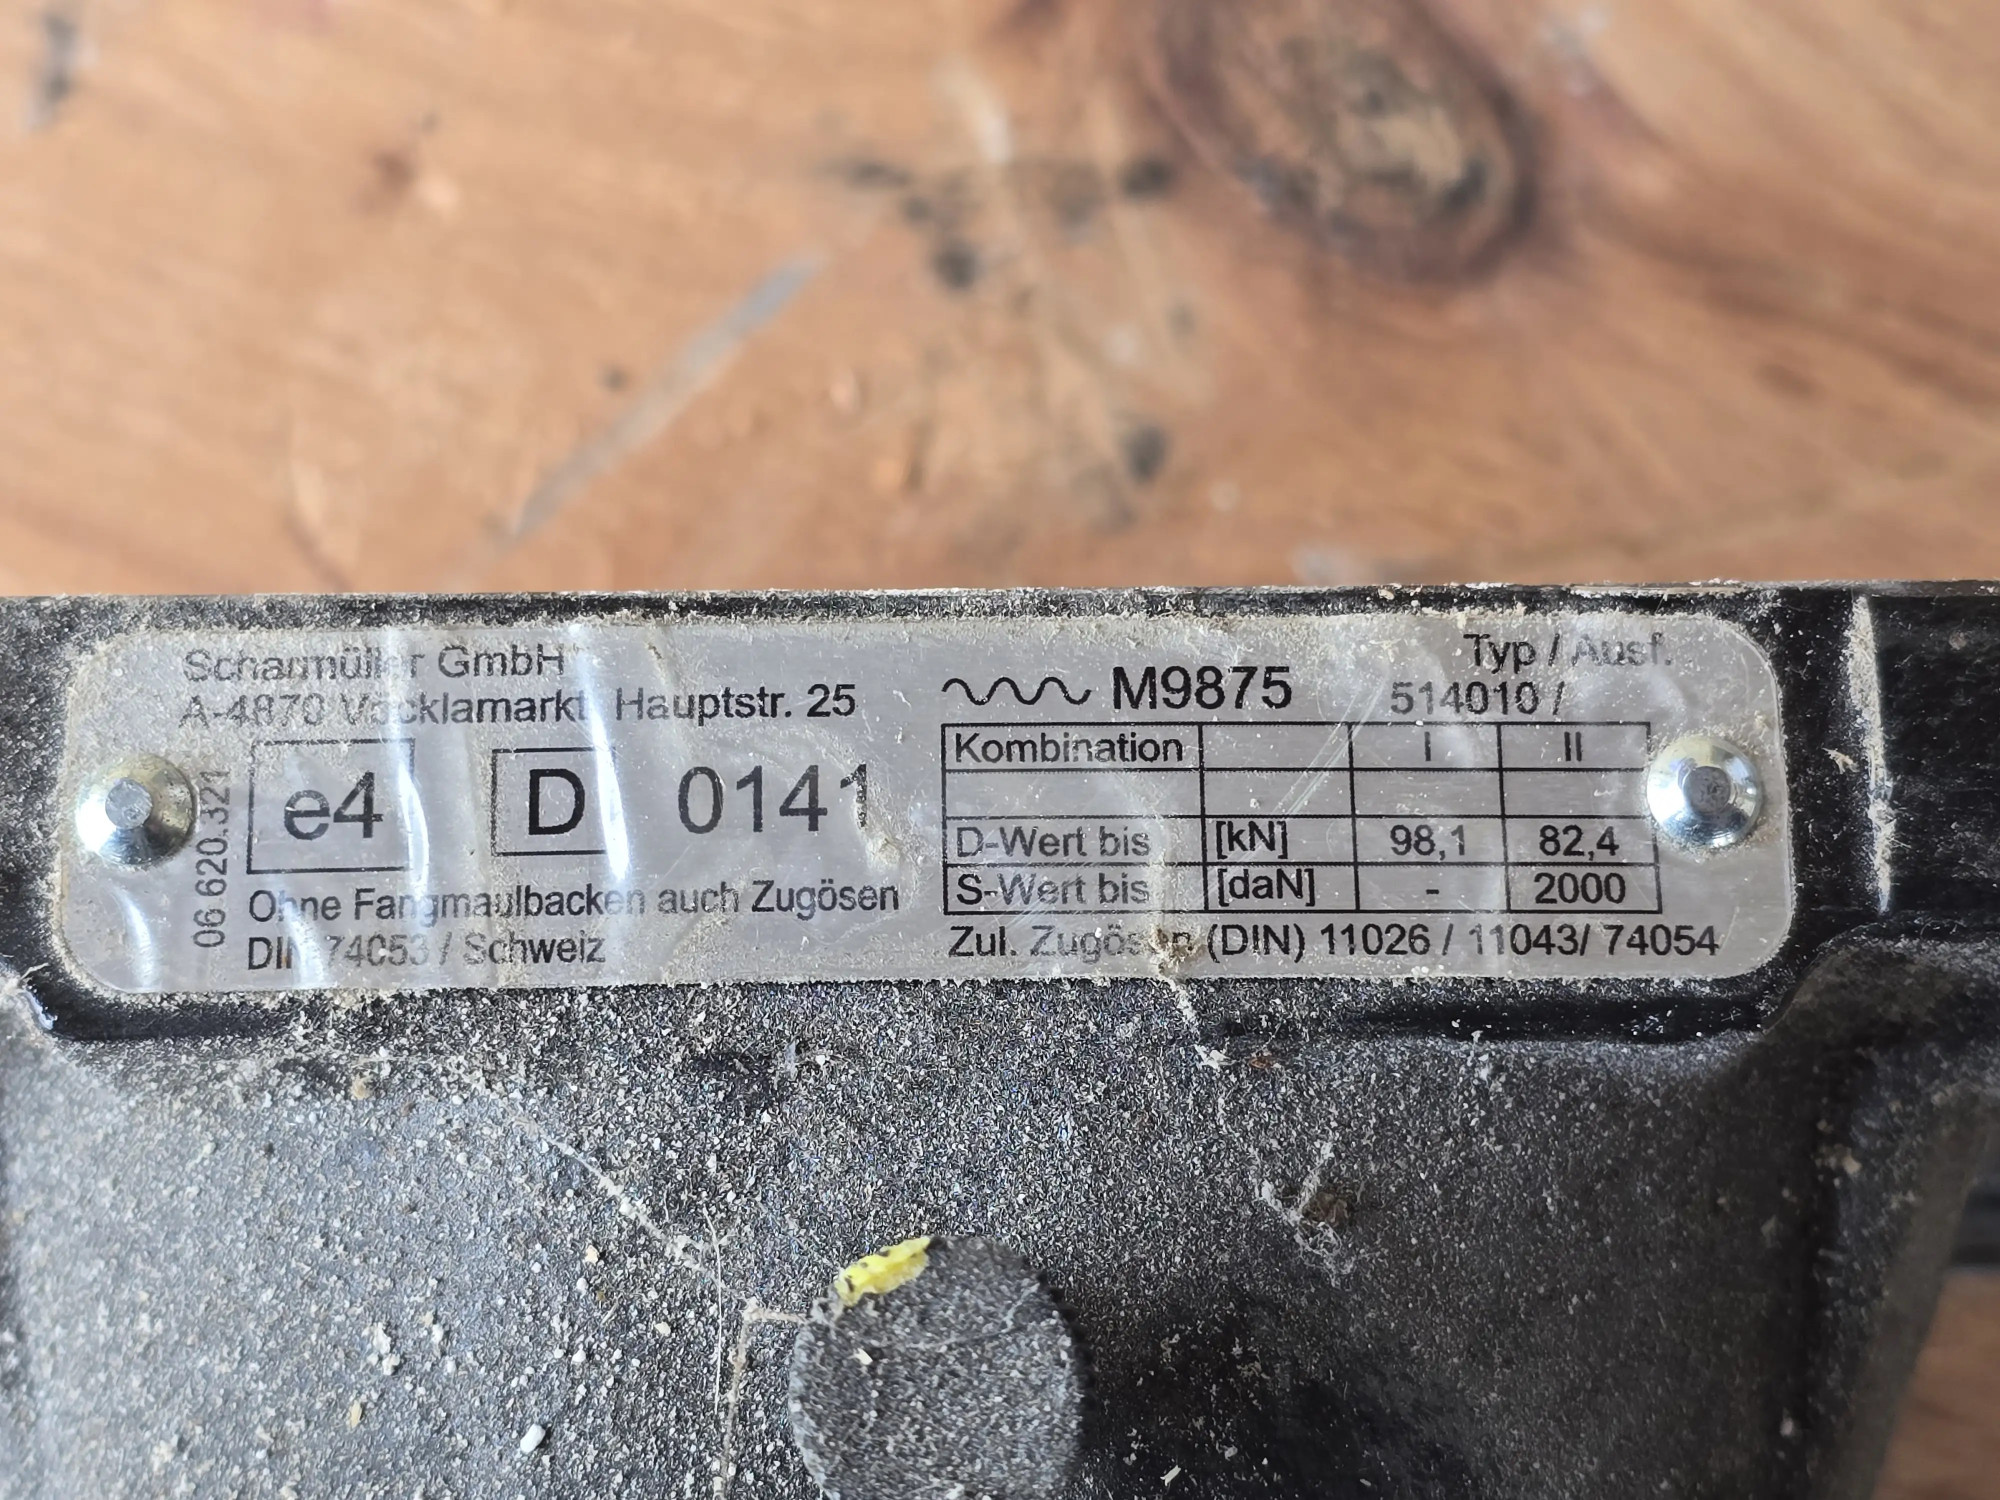 Scharmüller GmbH
A-4870 Vöcklamarkt, Hauptstr. 25
06 620.321
e4 D 0141
Ohne Fangmaulbacken auch Zugösen
DIN 74053 / Schweiz
M9875
Typ / Ausf.
514010 /
Kombination I II
D-Wert bis [kN] 98,1 82,4
S-Wert bis [daN] - 2000
Zul. Zugösen (DIN) 11026 / 11043/ 74054